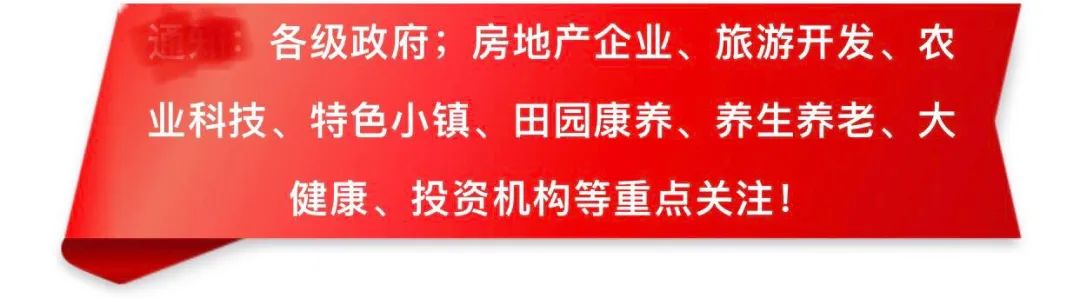 通知：各级政府；房地产企业、旅游开发、农
业科技、特色小镇、田园康养、养生养老、大
健康、投资机构等重点关注！